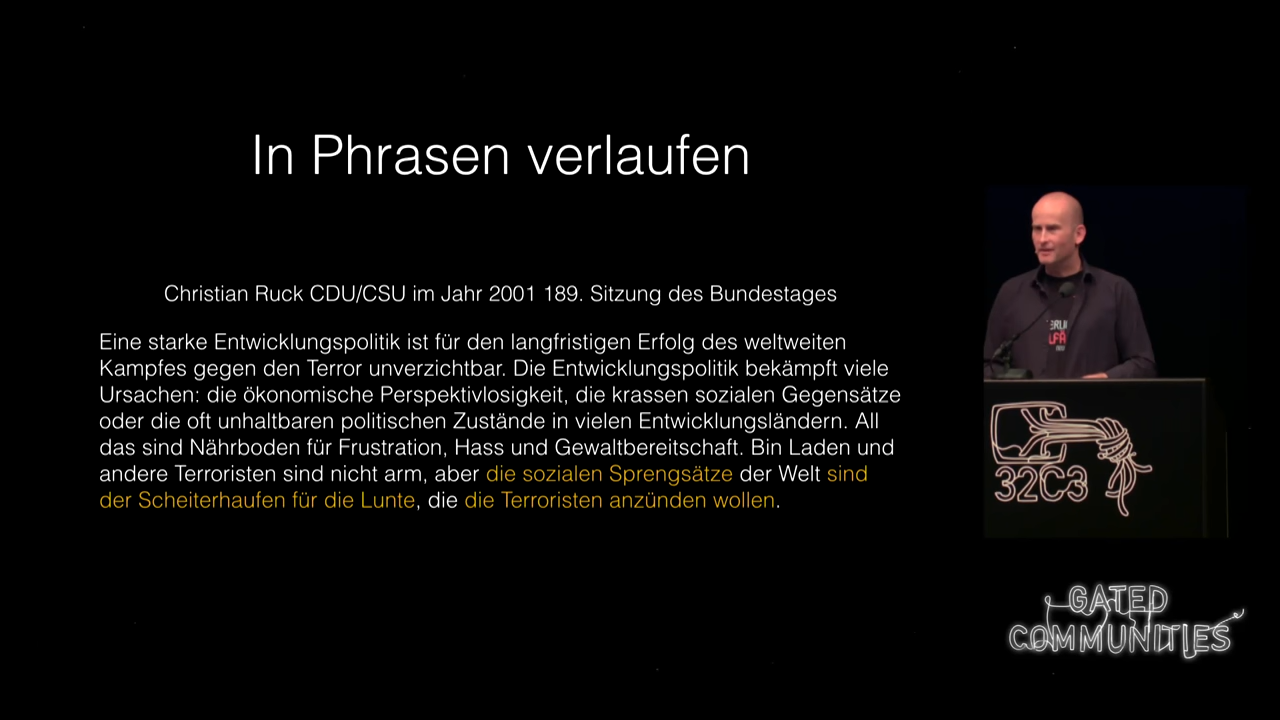 In Phrasen verlaufen
Christian Ruck CDU/CSU im Jahr 2001 189. Sitzung des Bundestages
Eine starke Entwicklungspolitik ist für den langfristigen Erfolg des weltweiten
Kampfes gegen den Terror unverzichtbar. Die Entwicklungspolitik bekämpft viele
Ursachen: die ökonomische Perspektivlosigkeit, die krassen sozialen Gegensätze
oder die oft unhaltbaren politischen Zustände in vielen Entwicklungsländern. All
das sind Nährboden für Frustration, Hass und Gewaltbereitschaft. Bin Laden und
andere Terroristen sind nicht arm, aber die sozialen Sprengsätze der Welt sind
der Scheiterhaufen für die Lunte, die die Terroristen anzünden wollen.
32C3
GATED
COMMUNITIES